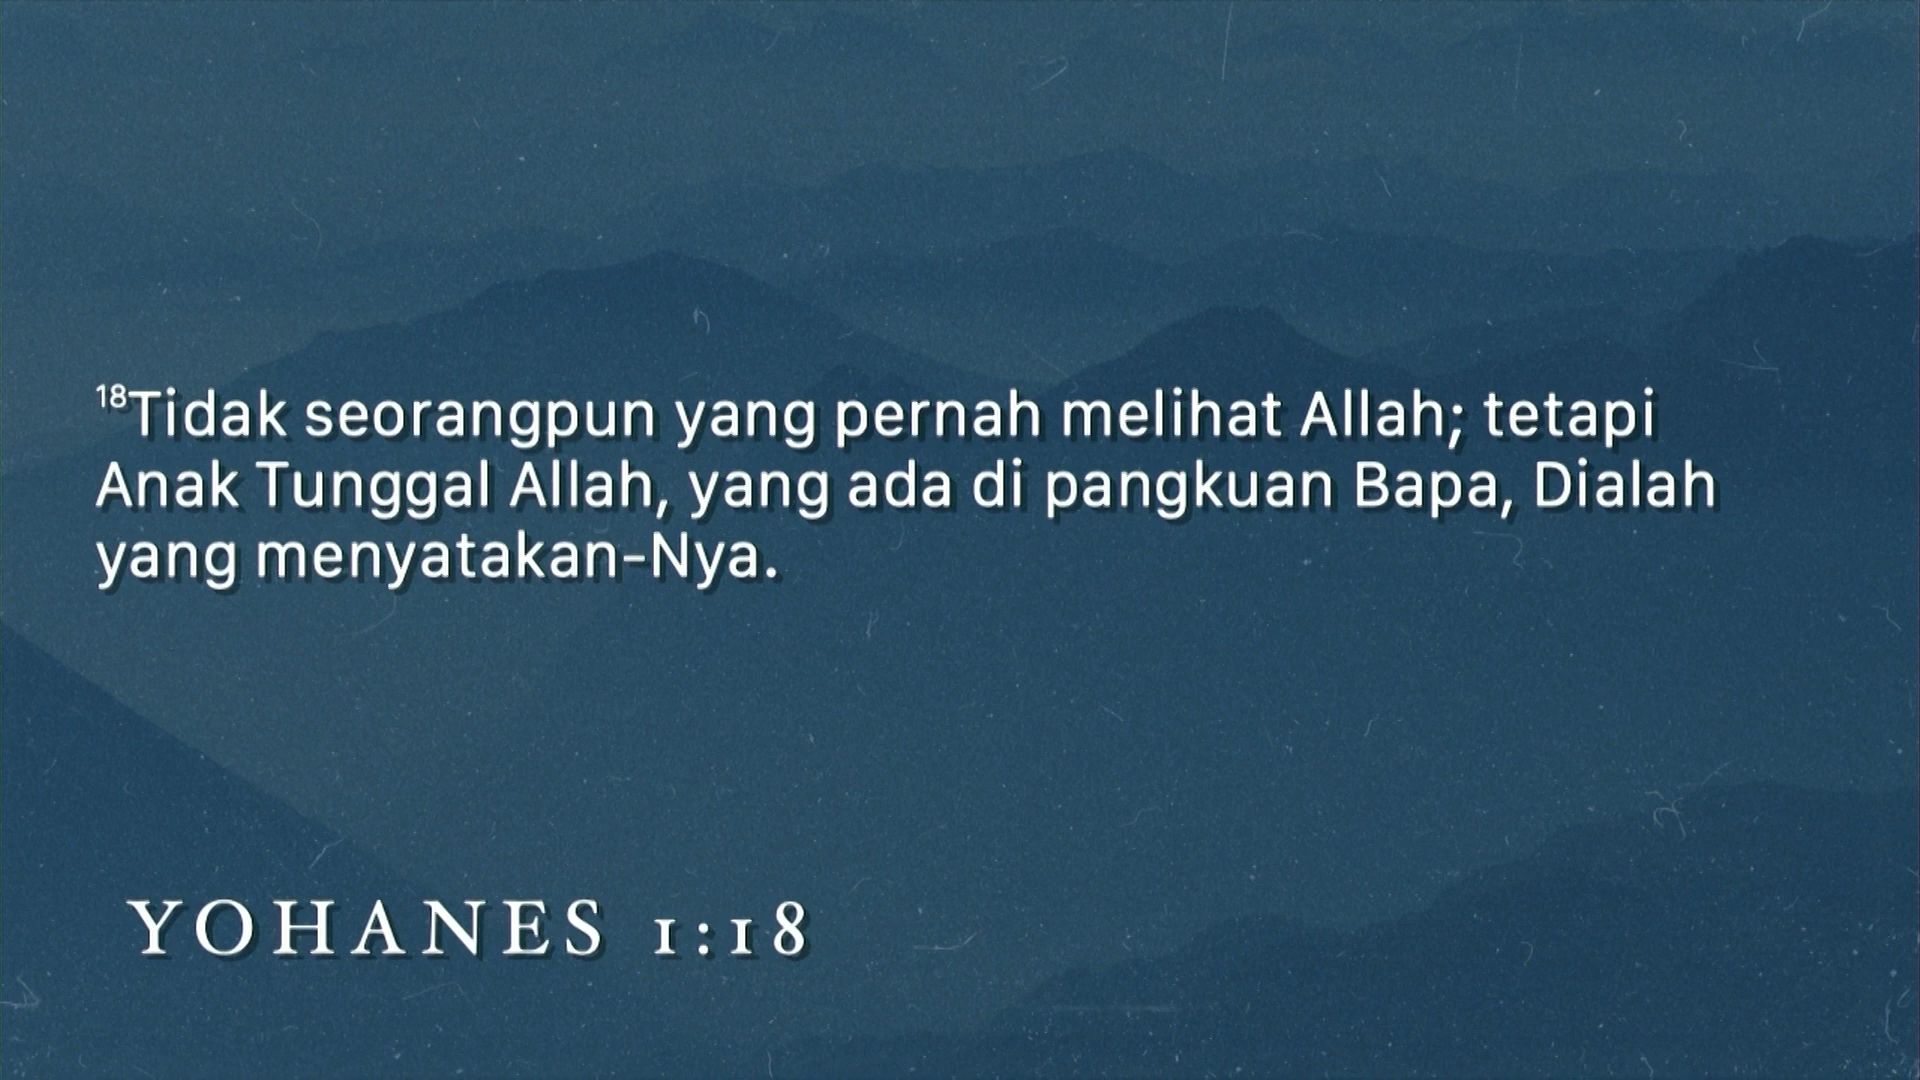 ¹⁸Tidak seorangpun yang pernah melihat Allah; tetapi
Anak Tunggal Allah, yang ada di pangkuan Bapa, Dialah
yang menyatakan-Nya.
YOHANES 1:18